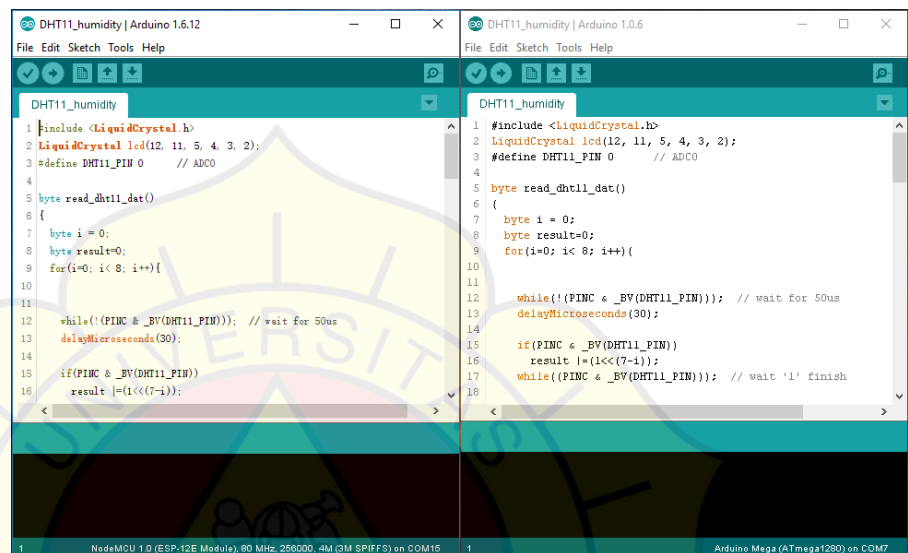 DHT11_humidity | Arduino 1.6.12
File Edit Sketch Tools Help
DHT11_humidity
1 #include <LiquidCrystal.h>
2 LiquidCrystal lcd(12, 11, 5, 4, 3, 2);
3 #define DHT11_PIN 0 // ADC0
4
5 byte read_dht11_dat()
6 {
7 byte i = 0;
8 byte result=0;
9 for(i=0; i< 8; i++){
10
11
12 while(!(PINC & _BV(DHT11_PIN))); // wait for 50us
13 delayMicroseconds(30);
14
15 if(PINC & _BV(DHT11_PIN))
16 result |=(1<<(7-i));
1 NodeMCU 1.0 (ESP-12E Module), 80 MHz, 256000, 4M (3M SPIFFS) on COM15
DHT11_humidity | Arduino 1.0.6
File Edit Sketch Tools Help
DHT11_humidity
1 #include <LiquidCrystal.h>
2 LiquidCrystal lcd(12, 11, 5, 4, 3, 2);
3 #define DHT11_PIN 0 // ADC0
4
5 byte read_dht11_dat()
6 {
7 byte i = 0;
8 byte result=0;
9 for(i=0; i< 8; i++){
10
11
12 while(!(PINC & _BV(DHT11_PIN))); // wait for 50us
13 delayMicroseconds(30);
14
15 if(PINC & _BV(DHT11_PIN))
16 result |=(1<<(7-i));
17 while((PINC & _BV(DHT11_PIN))); // wait '1' finish
18
1 Arduino Mega (ATmega1280) on COM7
UNIVERSITAS